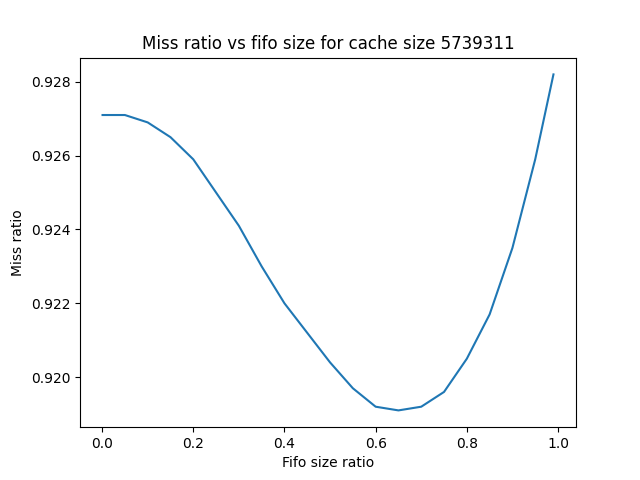 Miss ratio vs fifo size for cache size 5739311
0.928
0.926
0.924
0.922
0.920
Miss ratio
0.0 0.2 0.4 0.6 0.8 1.0
Fifo size ratio